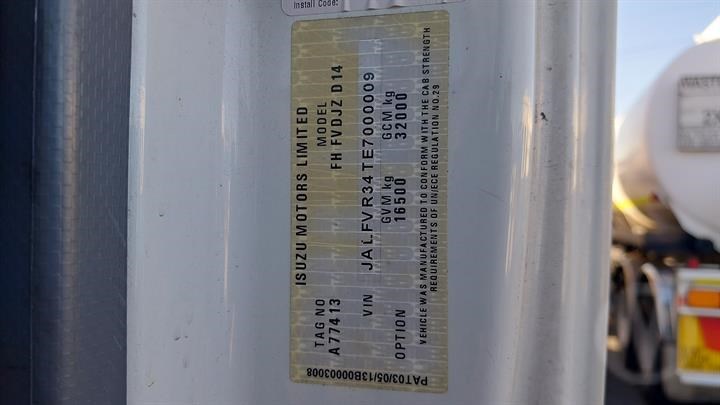 Install Code:
ISUZU MOTORS LIMITED
TAG NO MODEL
A77413 FH FVDJZ D14
VIN JALFVR34TE7000009
OPTION GVM kg GCM kg
16500 32000
VEHICLE WAS MANUFACTURED TO CONFORM WITH THE CAB STRENGTH
REQUIREMENTS OF UN/ECE REGULATION NO.29
PAT03/05/13B000003008